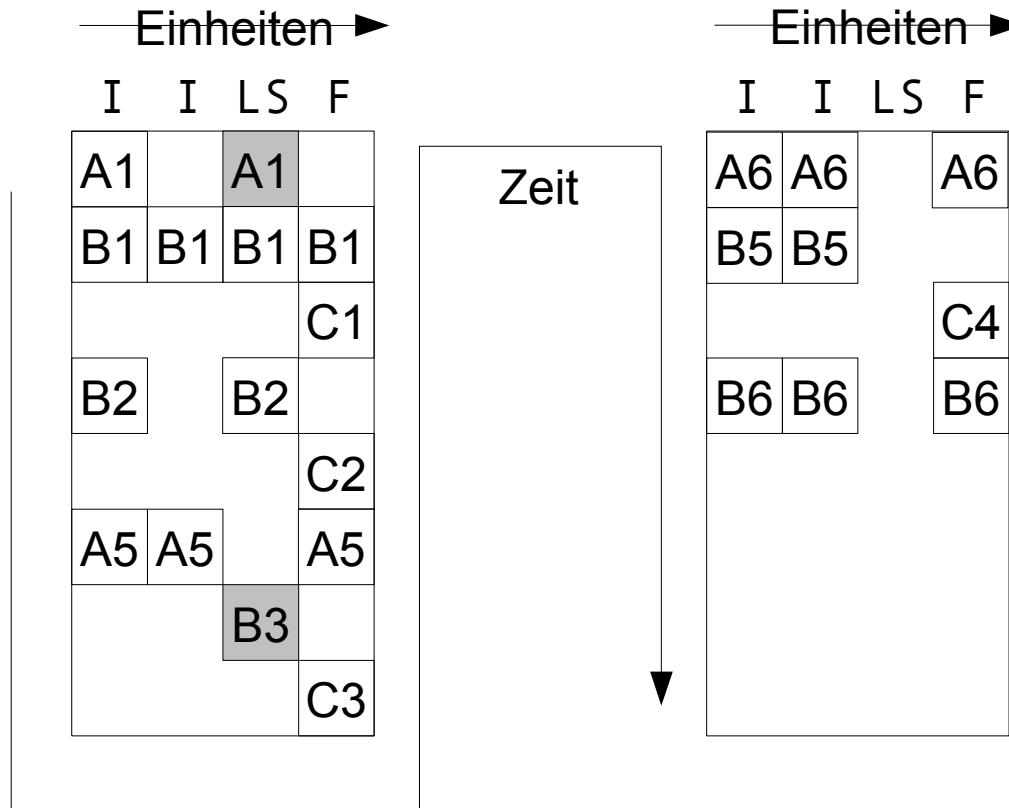 Einheiten
I I LS F
A1 A1
B1 B1 B1 B1
C1
B2 B2
C2
A5 A5 A5
B3
C3
Zeit
Einheiten
I I LS F
A6 A6 A6
B5 B5
C4
B6 B6 B6